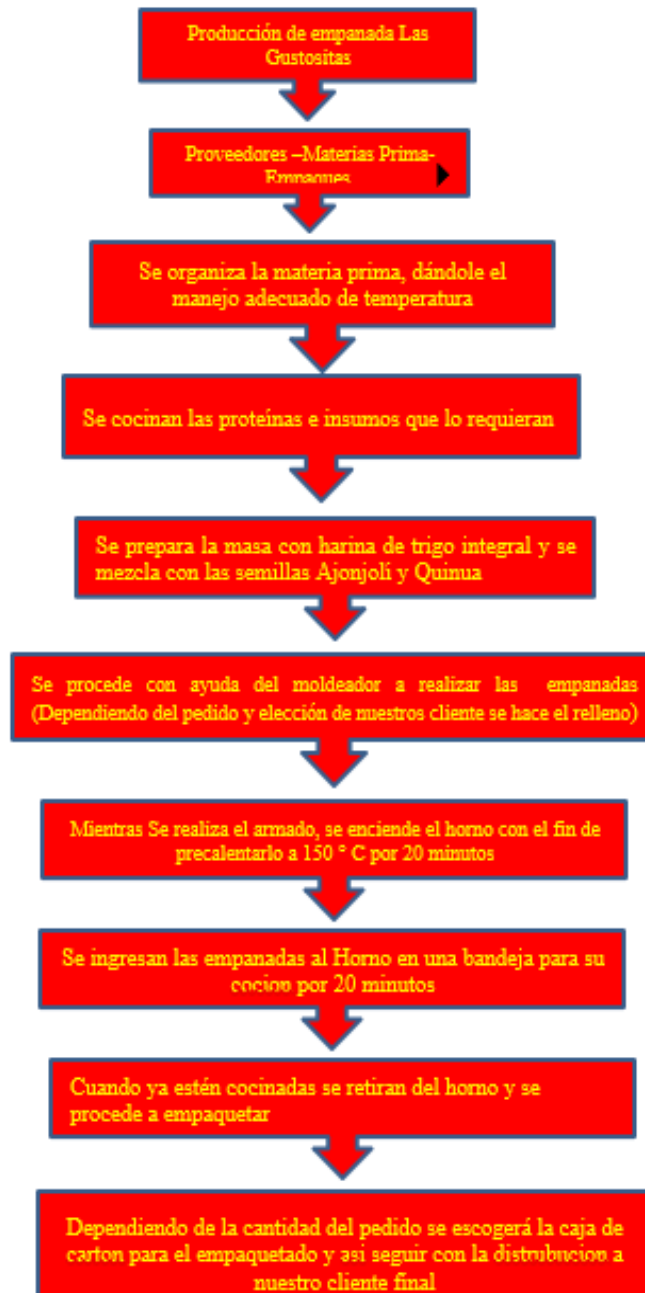 Producción de empanada Las
Gustositas
Proveedores –Materias Prima-
Empaques
Se organiza la materia prima, dándole el
manejo adecuado de temperatura
Se cocinan las proteínas e insumos que lo requieran
Se prepara la masa con harina de trigo integral y se
mezcla con las semillas Ajonjolí y Quinua
Se procede con ayuda del moldeador a realizar las empanadas
(Dependiendo del pedido y elección de nuestros cliente se hace el relleno)
Mientras Se realiza el armado, se enciende el horno con el fin de
precalentarlo a 150 ° C por 20 minutos
Se ingresan las empanadas al Horno en una bandeja para su
cocion por 20 minutos
Cuando ya estén cocinadas se retiran del horno y se
procede a empaquetar
Dependiendo de la cantidad del pedido se escogerá la caja de
carton para el empaquetado y asi seguir con la distrubucion a
nuestro cliente final